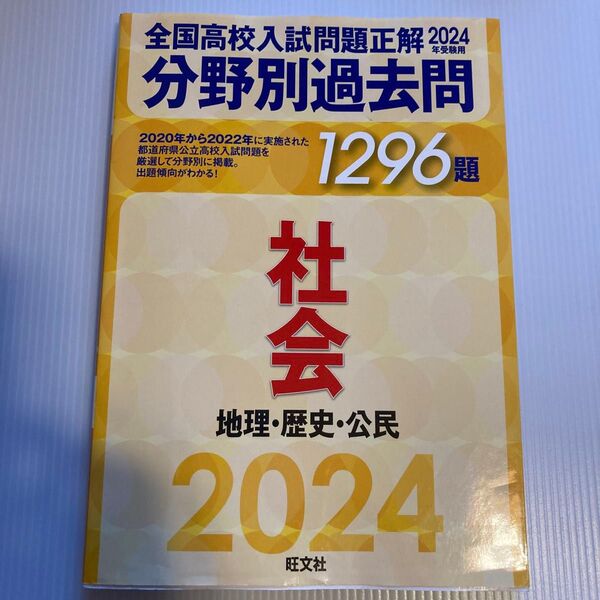 全国高校入試問題正解 2024年受験用
分野別過去問
2020年から2022年に実施された
都道府県公立高校入試問題を
厳選して分野別に掲載。
出題傾向がわかる!
1296題
社会
地理・歴史・公民
2024
旺文社